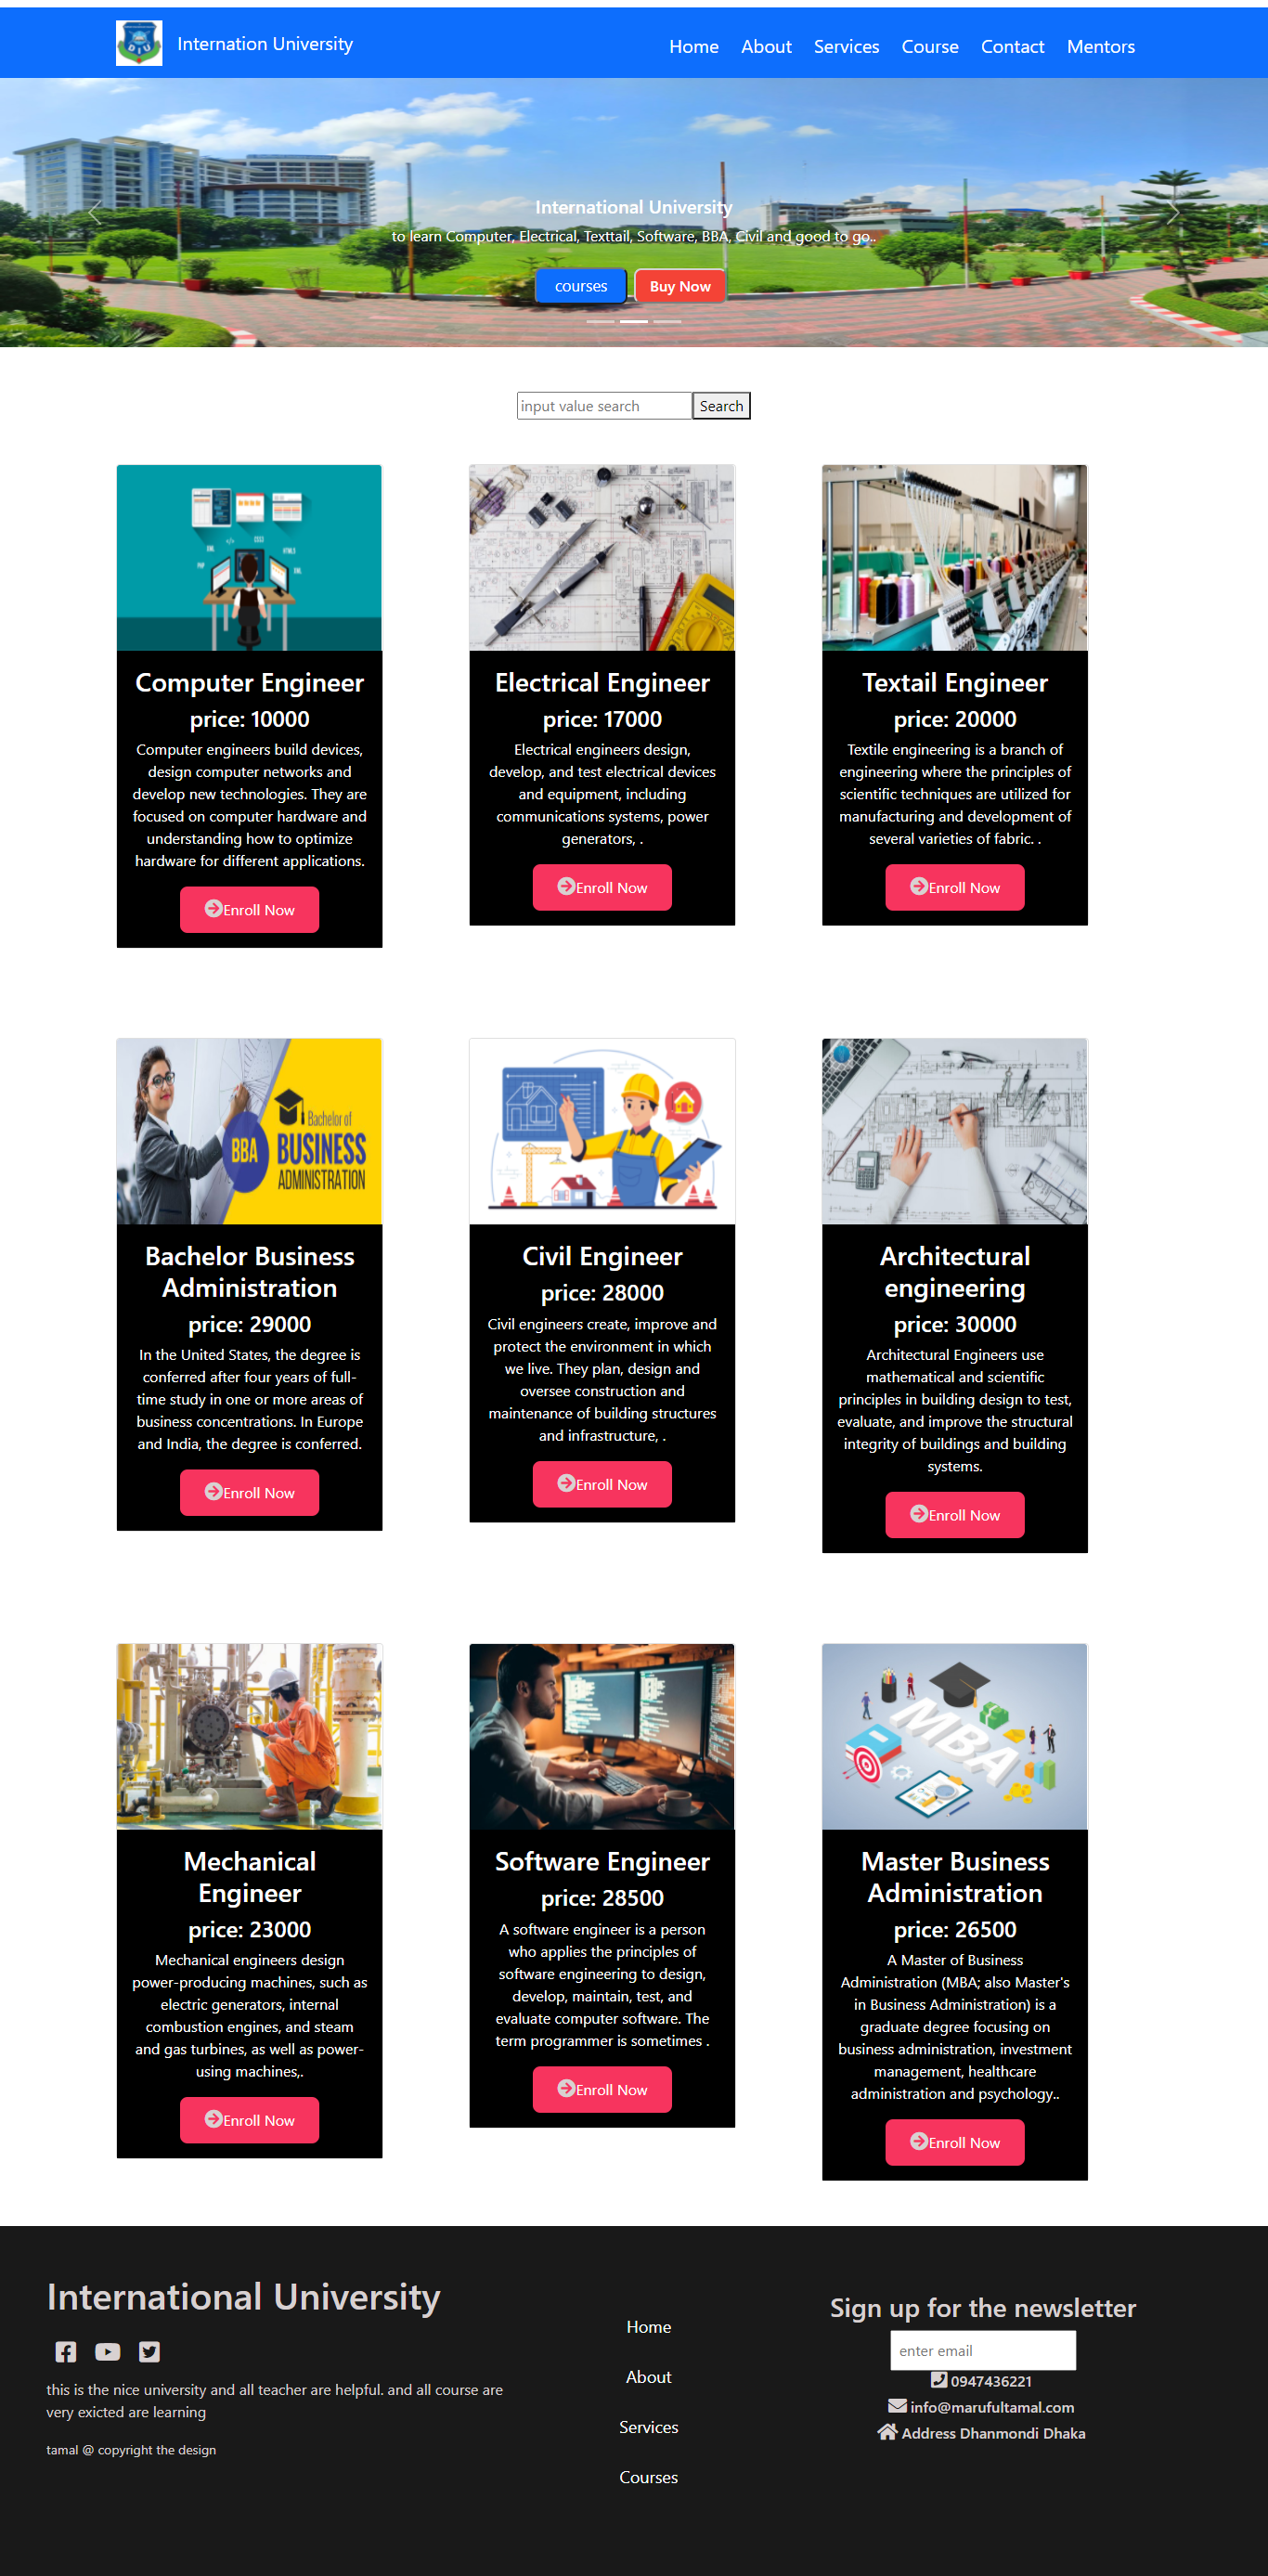 DIU
Internation University
Home
About
Services
Course
Contact
Mentors
International University
to learn Computer, Electrical, Texttail, Software, BBA, Civil and good to go..
courses
Buy Now
input value search
Search
PHP
XML
</>
CSS3
HTML5
XML
Computer Engineer
price: 10000
Computer engineers build devices,
design computer networks and
develop new technologies. They are
focused on computer hardware and
understanding how to optimize
hardware for different applications.
Enroll Now
Electrical Engineer
price: 17000
Electrical engineers design,
develop, and test electrical devices
and equipment, including
communications systems, power
generators, .
Enroll Now
Textail Engineer
price: 20000
Textile engineering is a branch of
engineering where the principles of
scientific techniques are utilized for
manufacturing and development of
several varieties of fabric. .
Enroll Now
BBA
Bachelor of
BUSINESS
ADMINISTRATION
Bachelor Business
Administration
price: 29000
In the United States, the degree is
conferred after four years of full-
time study in one or more areas of
business concentrations. In Europe
and India, the degree is conferred.
Enroll Now
Civil Engineer
price: 28000
Civil engineers create, improve and
protect the environment in which
we live. They plan, design and
oversee construction and
maintenance of building structures
and infrastructure, .
Enroll Now
Architectural
engineering
price: 30000
Architectural Engineers use
mathematical and scientific
principles in building design to test,
evaluate, and improve the structural
integrity of buildings and building
systems.
Enroll Now
Mechanical
Engineer
price: 23000
Mechanical engineers design
power-producing machines, such as
electric generators, internal
combustion engines, and steam
and gas turbines, as well as power-
using machines,.
Enroll Now
Software Engineer
price: 28500
A software engineer is a person
who applies the principles of
software engineering to design,
develop, maintain, test, and
evaluate computer software. The
term programmer is sometimes .
Enroll Now
MBA
Master Business
Administration
price: 26500
A Master of Business
Administration (MBA; also Master's
in Business Administration) is a
graduate degree focusing on
business administration, investment
management, healthcare
administration and psychology..
Enroll Now
International University
this is the nice university and all teacher are helpful. and all course are
very exicted are learning
tamal @ copyright the design
Home
About
Services
Courses
Sign up for the newsletter
enter email
0947436221
info@marufultamal.com
Address Dhanmondi Dhaka